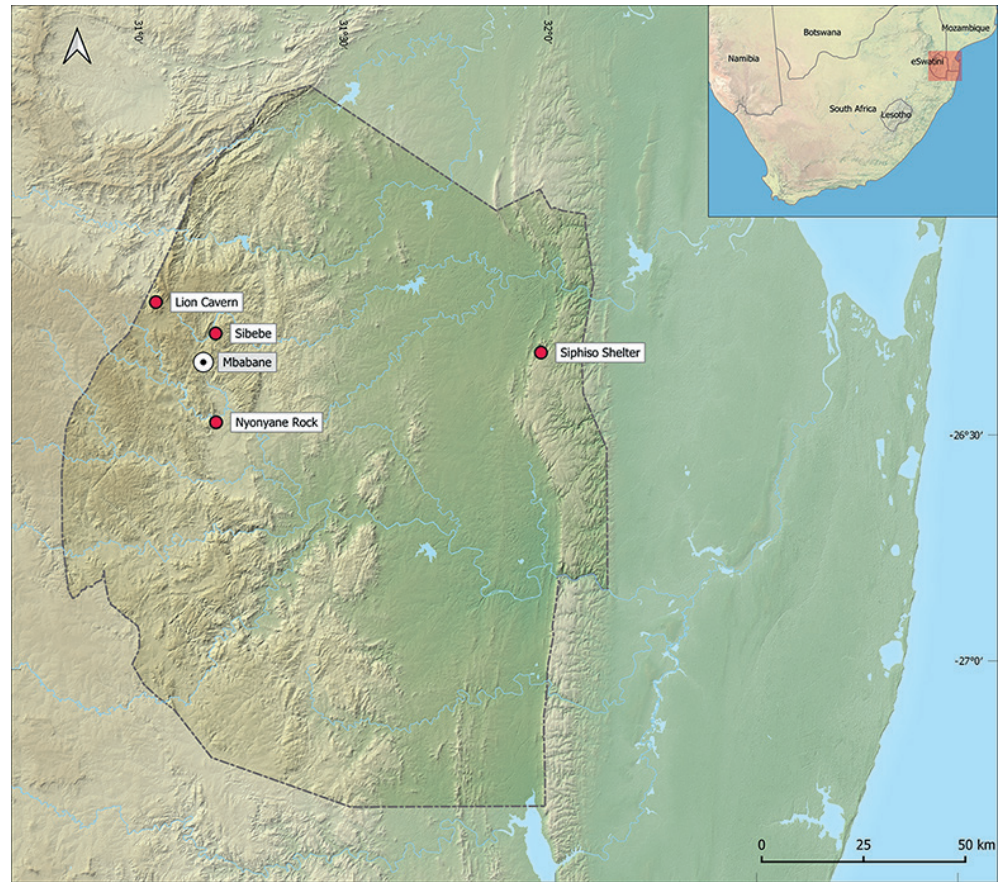 31°0'
31°30'
32°0'
Botswana
Mozambique
Namibia
eSwatini
South Africa
Lesotho
Lion Cavern
Sibebe
Mbabane
Siphiso Shelter
Nyonyane Rock
-26°30'
-27°0'
0 25 50 km